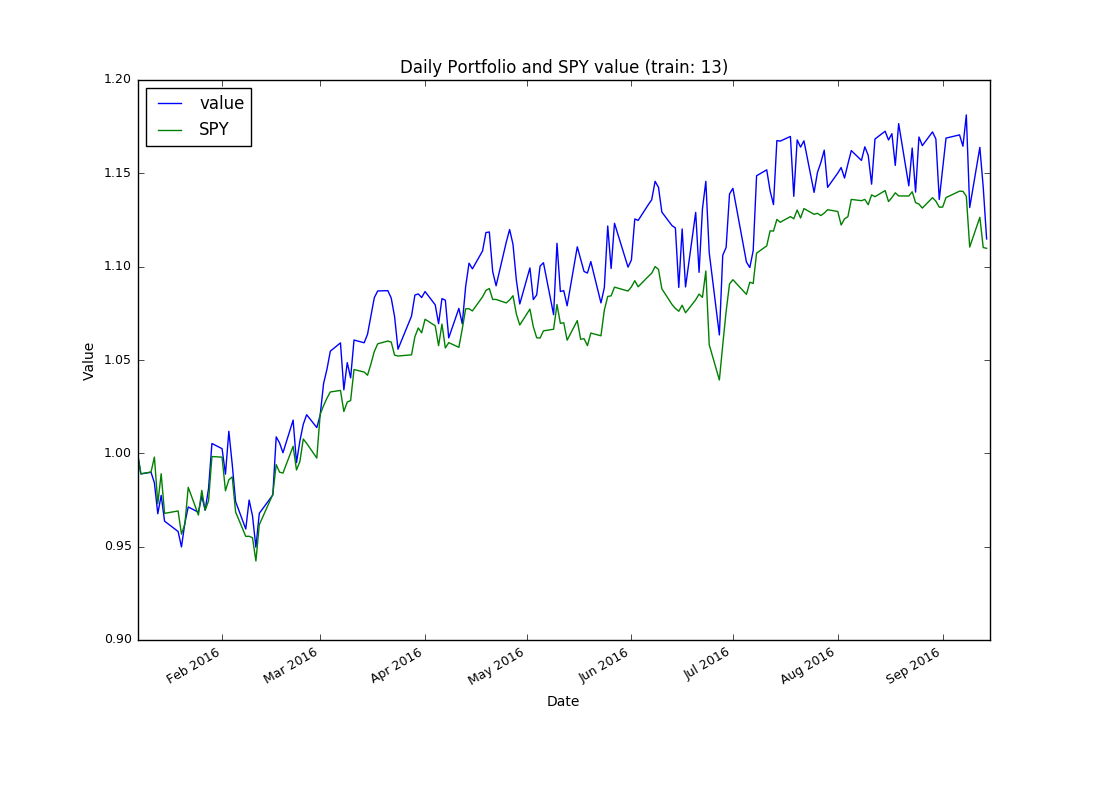 Daily Portfolio and SPY value (train: 13)
value
SPY
1.20
1.15
1.10
1.05
1.00
0.95
0.90
Value
Feb 2016
Mar 2016
Apr 2016
May 2016
Jun 2016
Jul 2016
Aug 2016
Sep 2016
Date